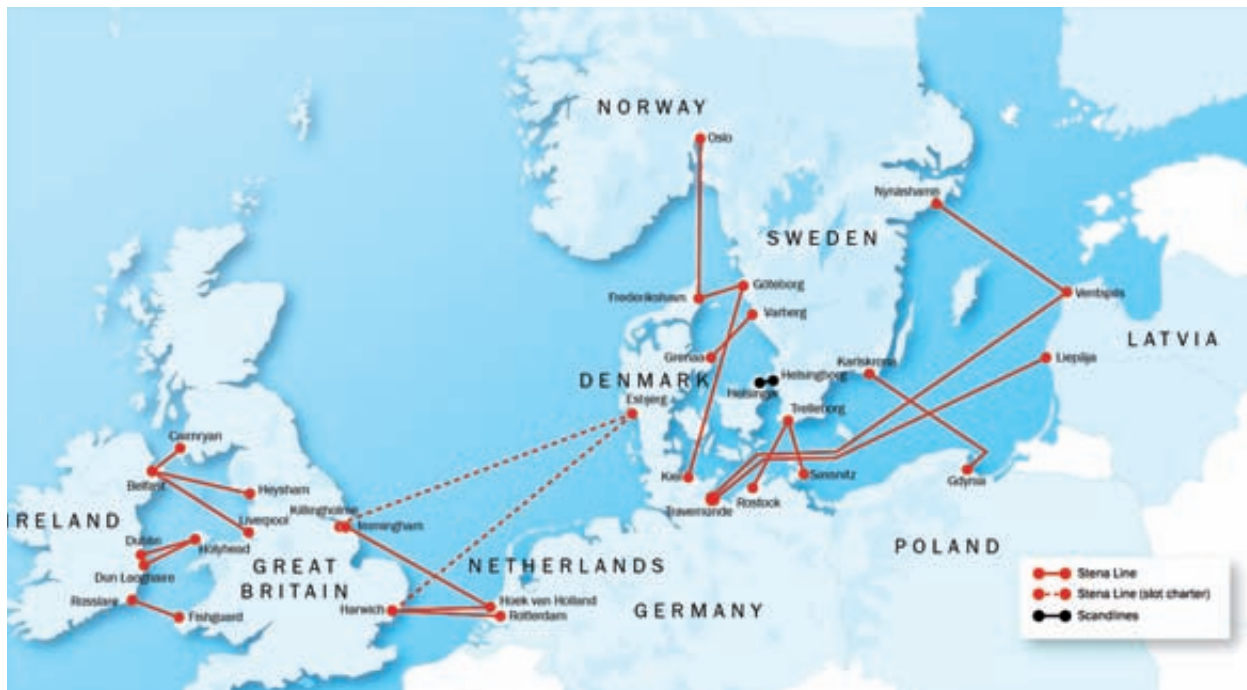 NORWAY
Oslo
Nynäshamn
SWEDEN
Göteborg
Frederikshavn
Ventspils
Varberg
LATVIA
Grenaa
Liepāja
Karlskrona
DENMARK
Helsingborg
Helsingör
Esbjerg
Trelleborg
Cairnryan
Kiel
Sassnitz
Gdynia
Belfast
Heysham
Travemünde
Rostock
Killingholme
IRELAND
Liverpool
Immingham
Dublin
Holyhead
POLAND
GREAT
BRITAIN
NETHERLANDS
Dun Laoghaire
Rosslare
Hoek van Holland
Harwich
GERMANY
Rotterdam
Fishguard
Stena Line
Stena Line (slot charter)
Scandlines